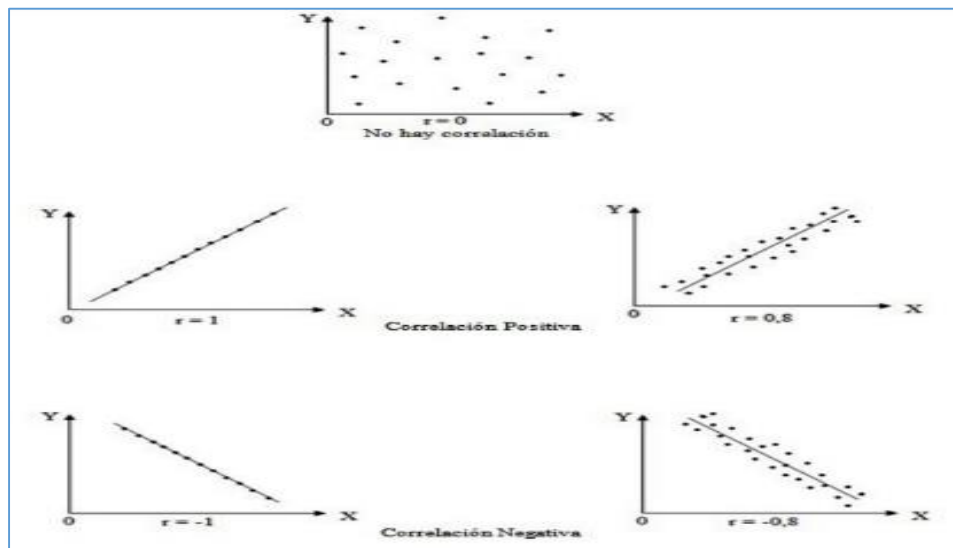 Y
0
r = 0
X
No hay correlación
Y
0
r = 1
X
Y
0
r = 0,8
X
Correlación Positiva
Y
0
r = -1
X
Y
0
r = -0,8
X
Correlación Negativa